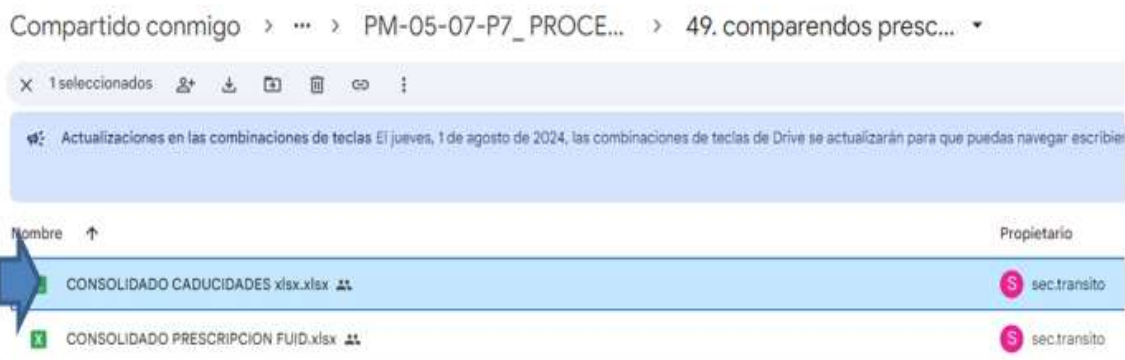 Compartido conmigo > ... > PM-05-07-P7_PROCE... > 49. comparendos presc...
1 seleccionados
Actualizaciones en las combinaciones de teclas El jueves, 1 de agosto de 2024, las combinaciones de teclas de Drive se actualizarán para que puedas navegar escribien
Nombre Propietario
CONSOLIDADO CADUCIDADES xlsx.xlsx S sec.transito
X CONSOLIDADO PRESCRIPCION FUID.xlsx S sec.transito